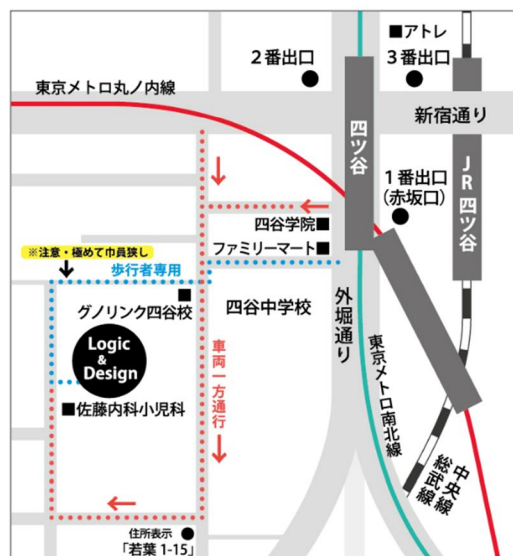 ■アトレ
2番出口
3番出口
東京メトロ丸ノ内線
新宿通り
四ツ谷
JR四ツ谷
1番出口
(赤坂口)
四谷学院■
ファミリーマート■
※注意・極めて巾員狭し
歩行者専用
グノリンク四谷校
四谷中学校
外堀通り
Logic
&
Design
車両一方通行
東京メトロ南北線
■佐藤内科小児科
中央線
総武線
住所表示
「若葉 1-15」